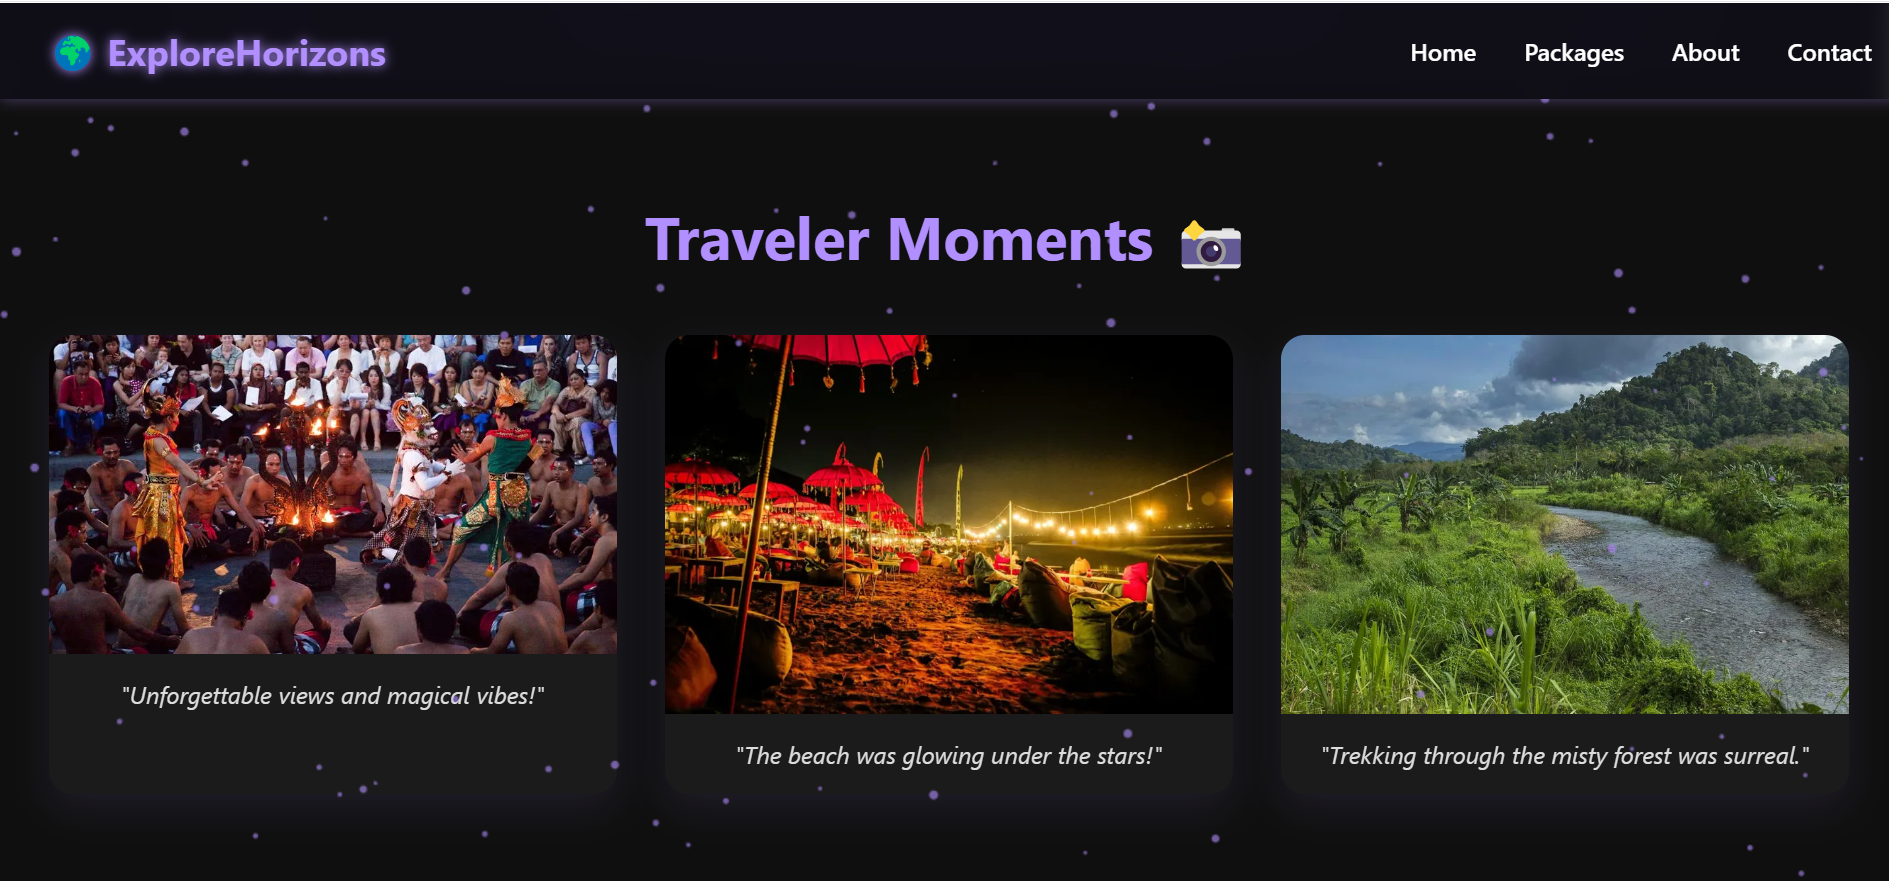 ExploreHorizons
Home Packages About Contact
Traveler Moments
"Unforgettable views and magical vibes!"
"The beach was glowing under the stars!"
"Trekking through the misty forest was surreal."